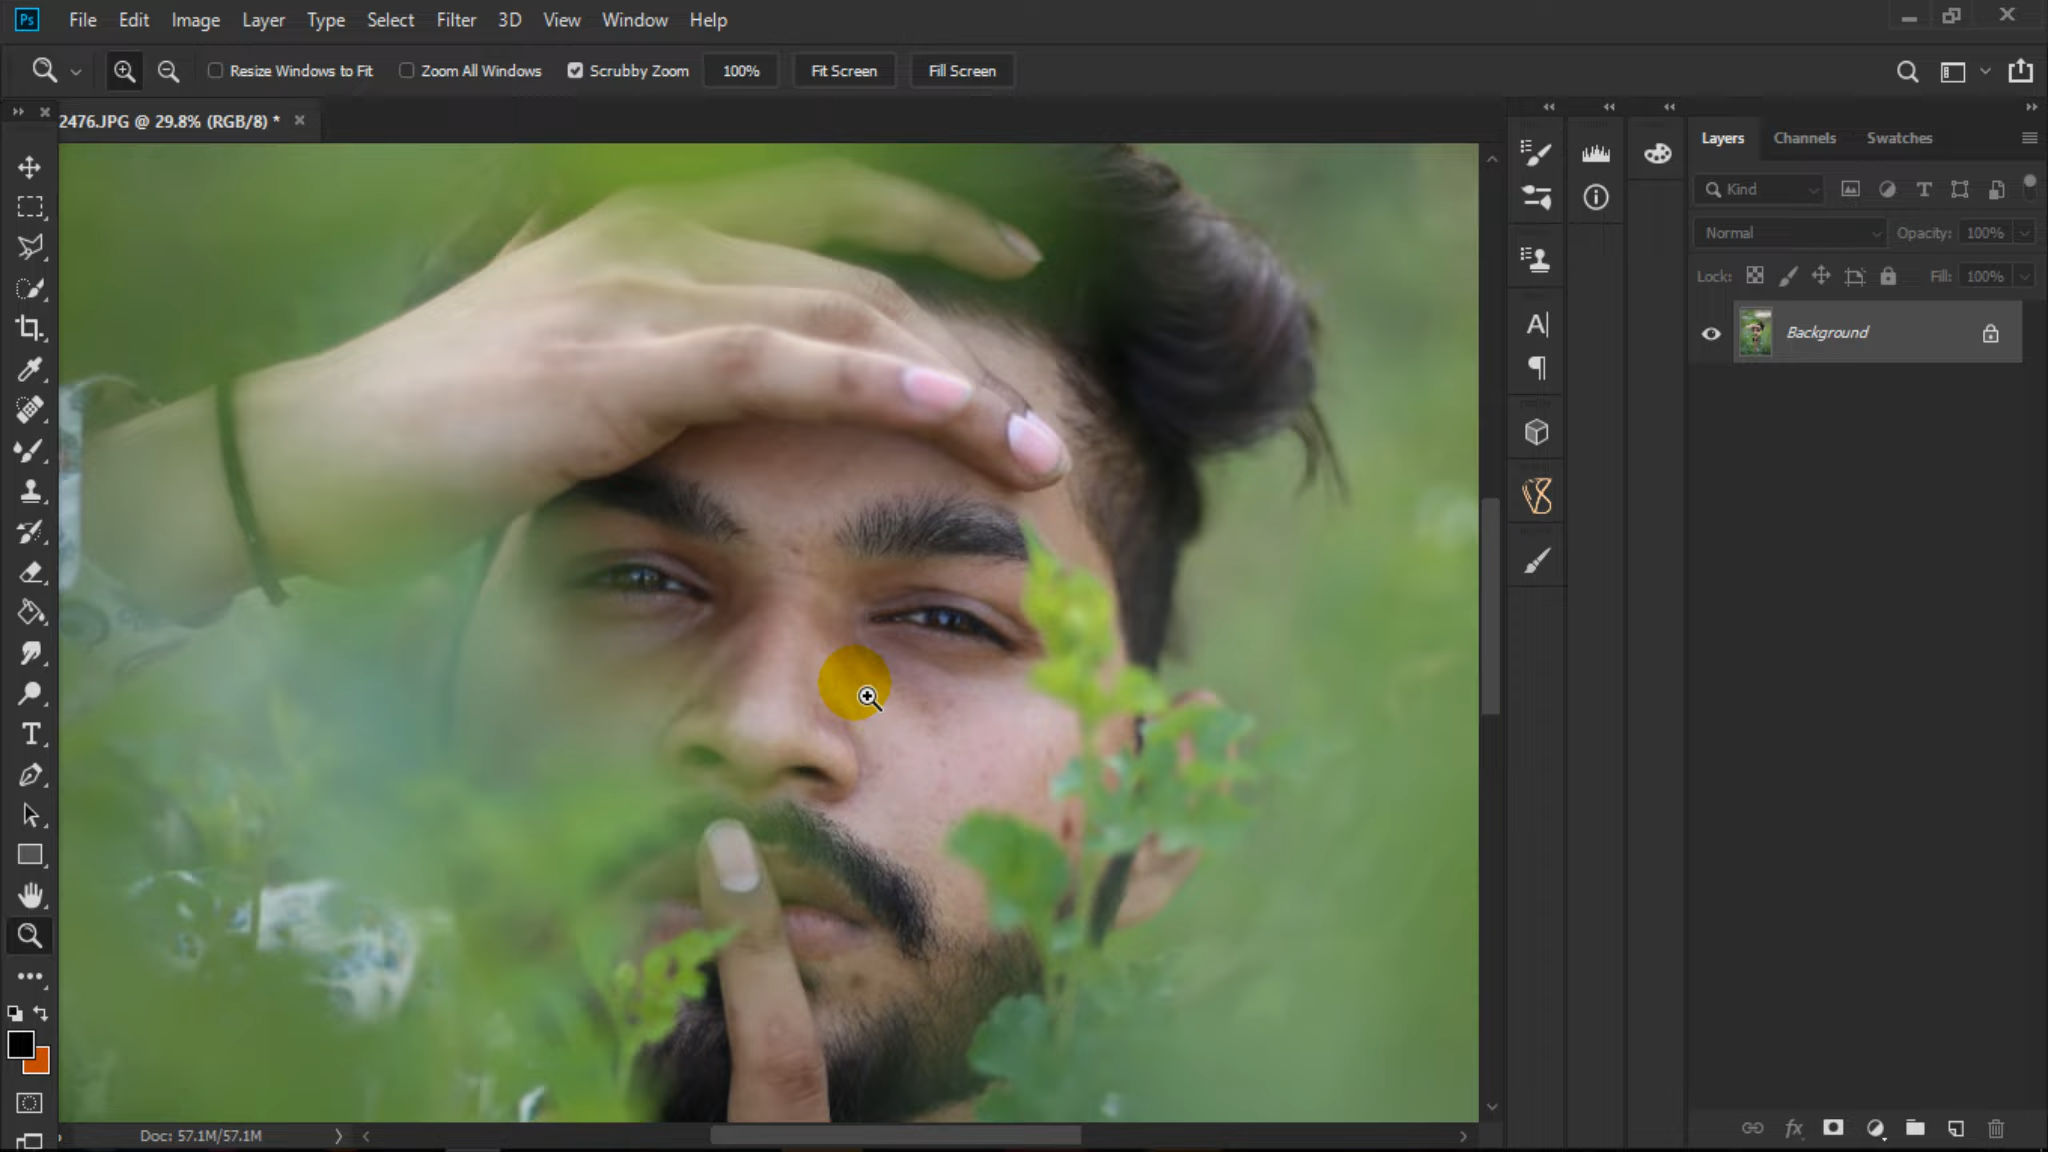 Ps File Edit Image Layer Type Select Filter 3D View Window Help
Resize Windows to Fit Zoom All Windows Scrubby Zoom 100% Fit Screen Fill Screen
2476.JPG @ 29.8% (RGB/8) *
Layers Channels Swatches
Kind
Normal Opacity: 100%
Lock: Fill: 100%
Background
Doc: 57.1M/57.1M
fx